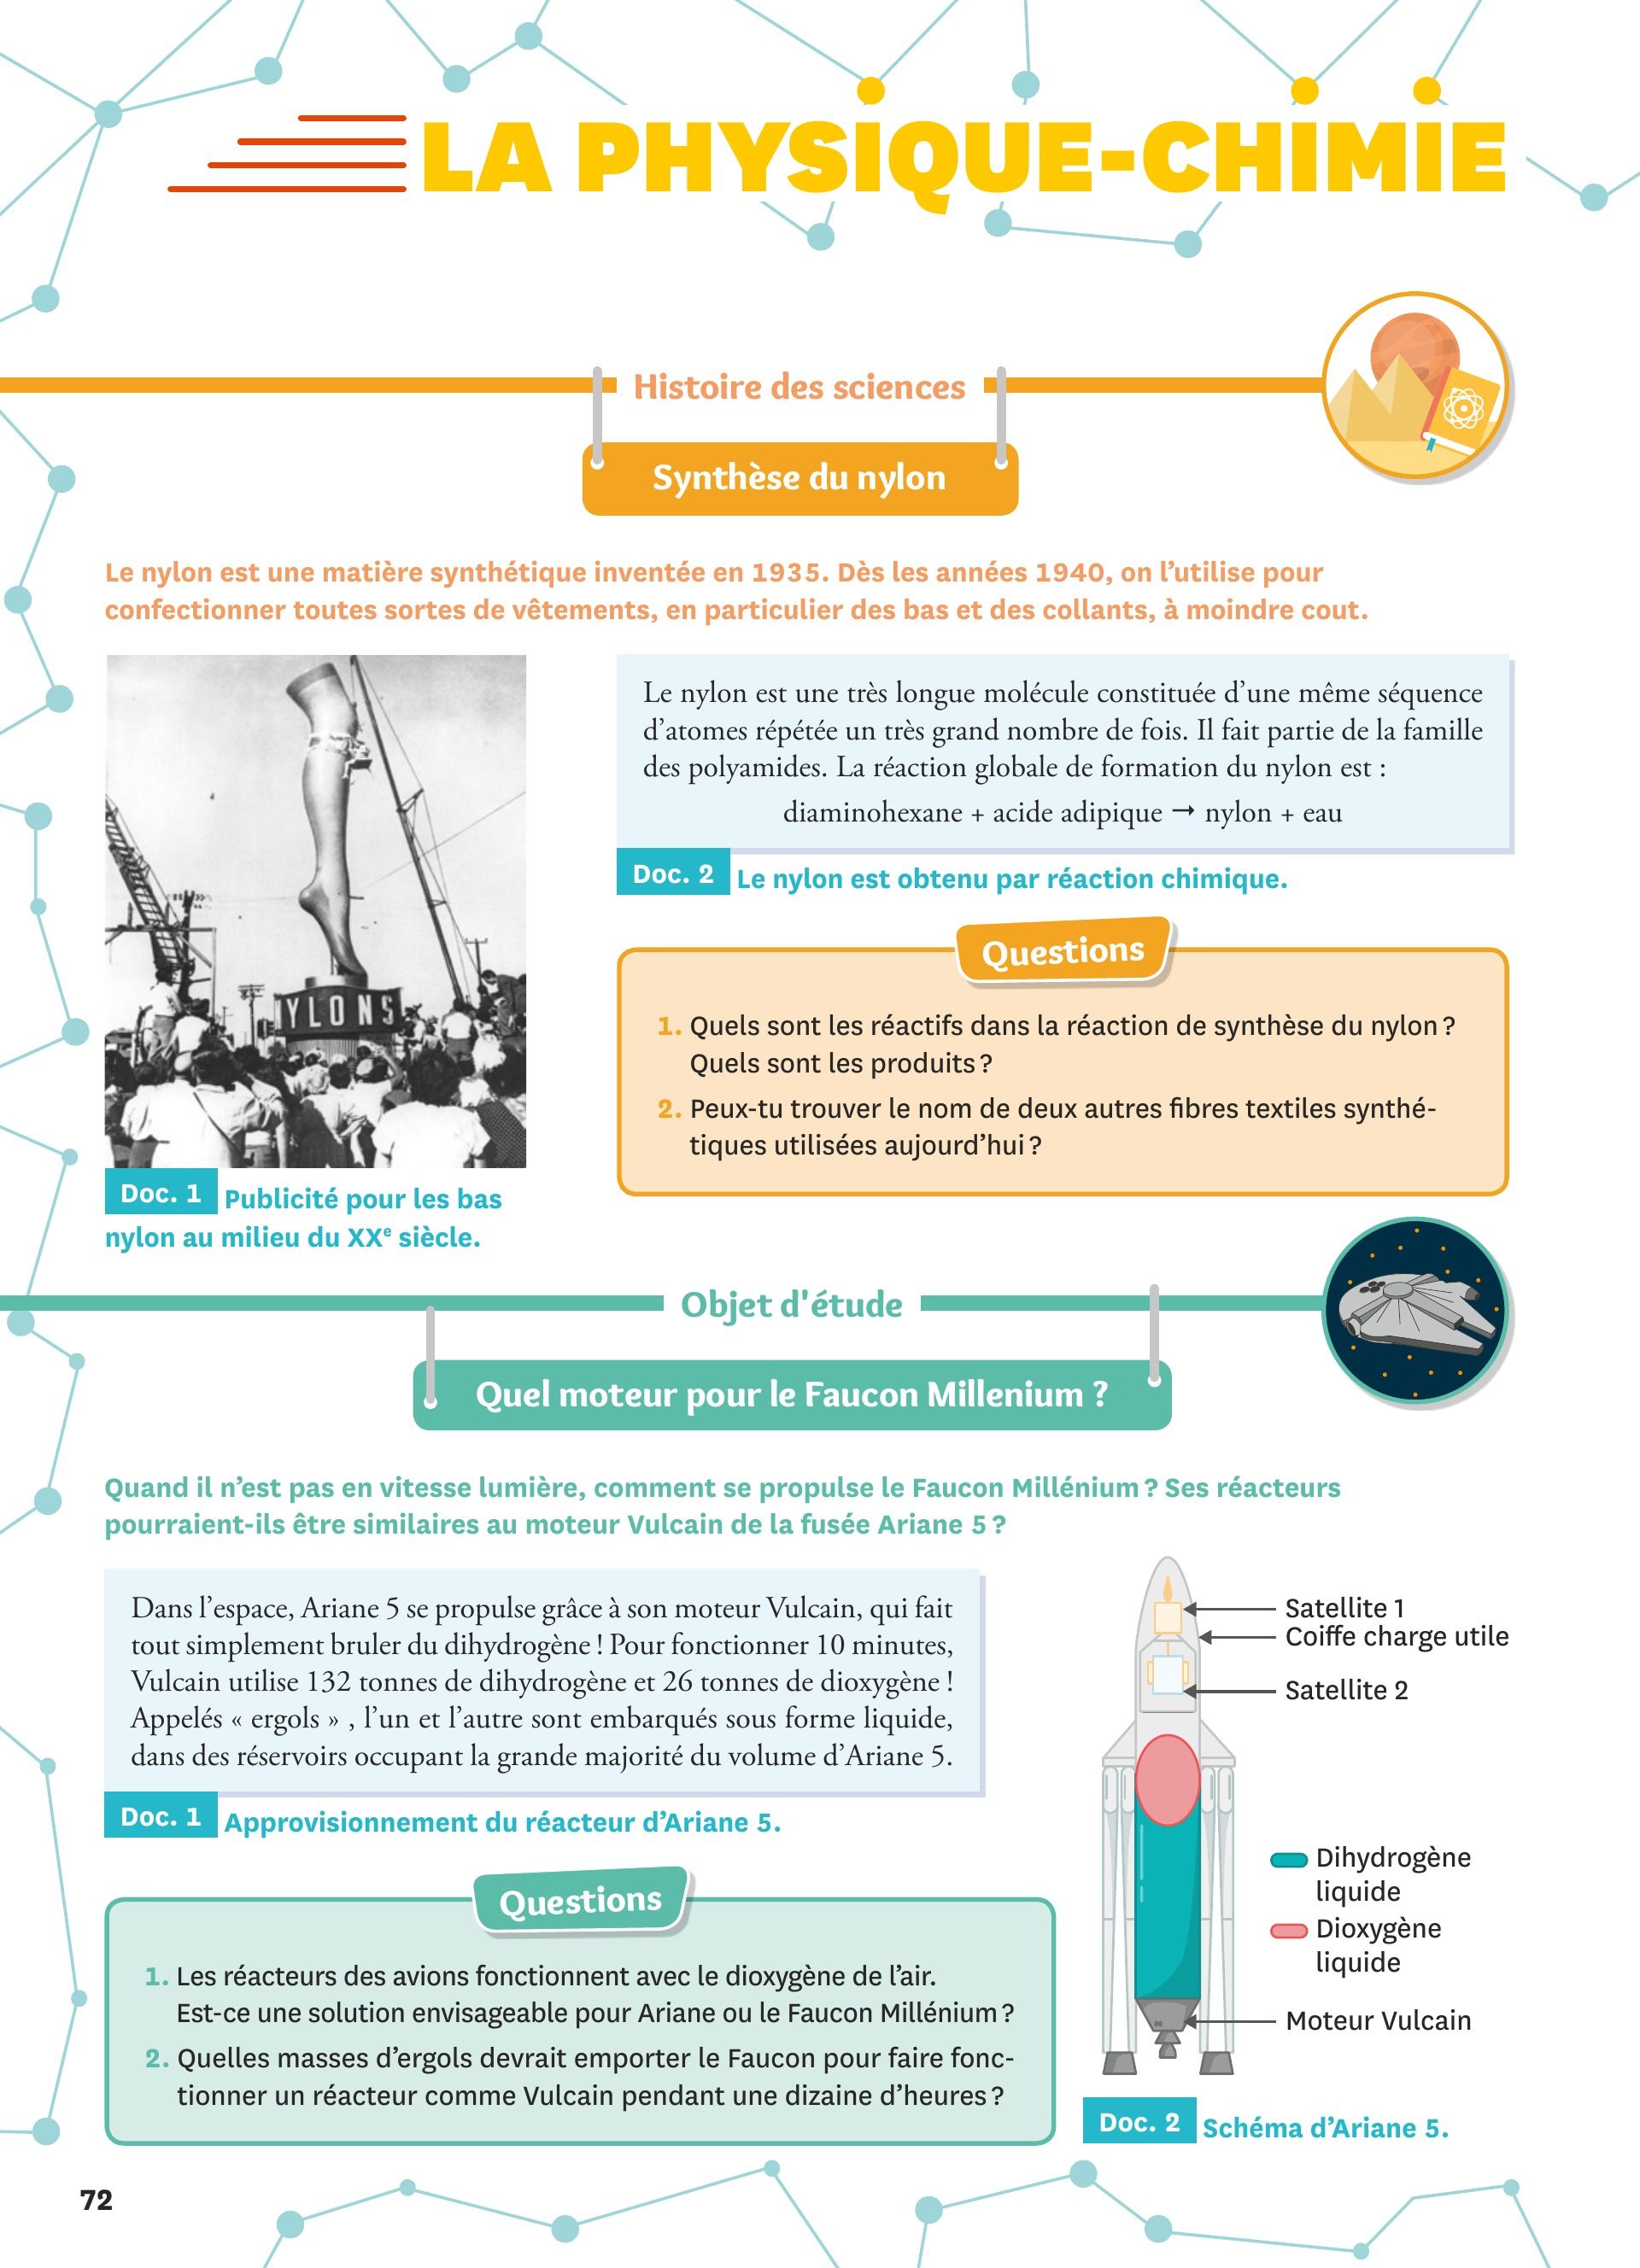 LA PHYSIQUE-CHIMIE
Histoire des sciences
Synthèse du nylon
Le nylon est une matière synthétique inventée en 1935. Dès les années 1940, on l'utilise pour
confectionner toutes sortes de vêtements, en particulier des bas et des collants, à moindre cout.
YLONS
Doc. 1 Publicité pour les bas
nylon au milieu du XXe siècle.
Le nylon est une très longue molécule constituée d'une même séquence
d'atomes répétée un très grand nombre de fois. Il fait partie de la famille
des polyamides. La réaction globale de formation du nylon est :
diaminohexane + acide adipique → nylon + eau
Doc. 2 Le nylon est obtenu par réaction chimique.
Questions
1. Quels sont les réactifs dans la réaction de synthèse du nylon ?
Quels sont les produits ?
2. Peux-tu trouver le nom de deux autres fibres textiles synthé-
tiques utilisées aujourd'hui ?
Objet d'étude
Quel moteur pour le Faucon Millenium ?
Quand il n'est pas en vitesse lumière, comment se propulse le Faucon Millénium ? Ses réacteurs
pourraient-ils être similaires au moteur Vulcain de la fusée Ariane 5 ?
Dans l'espace, Ariane 5 se propulse grâce à son moteur Vulcain, qui fait
tout simplement bruler du dihydrogène ! Pour fonctionner 10 minutes,
Vulcain utilise 132 tonnes de dihydrogène et 26 tonnes de dioxygène !
Appelés « ergols » , l'un et l'autre sont embarqués sous forme liquide,
dans des réservoirs occupant la grande majorité du volume d'Ariane 5.
Doc. 1 Approvisionnement du réacteur d'Ariane 5.
Questions
1. Les réacteurs des avions fonctionnent avec le dioxygène de l'air.
Est-ce une solution envisageable pour Ariane ou le Faucon Millénium ?
2. Quelles masses d'ergols devrait emporter le Faucon pour faire fonc-
tionner un réacteur comme Vulcain pendant une dizaine d'heures ?
Satellite 1
Coiffe charge utile
Satellite 2
Dihydrogène
liquide
Dioxygène
liquide
Moteur Vulcain
Doc. 2 Schéma d'Ariane 5.
72